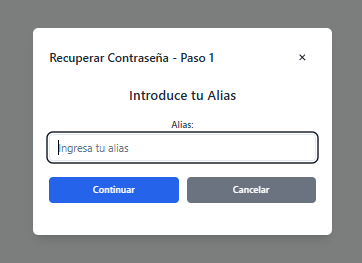 Recuperar Contraseña - Paso 1
×
Introduce tu Alias
Alias:
Ingresa tu alias
Continuar
Cancelar